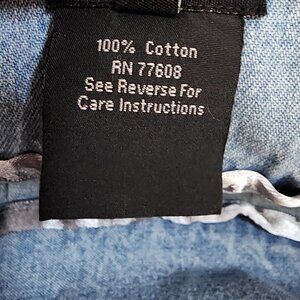 100% Cotton
RN 77608
See Reverse For
Care Instructions